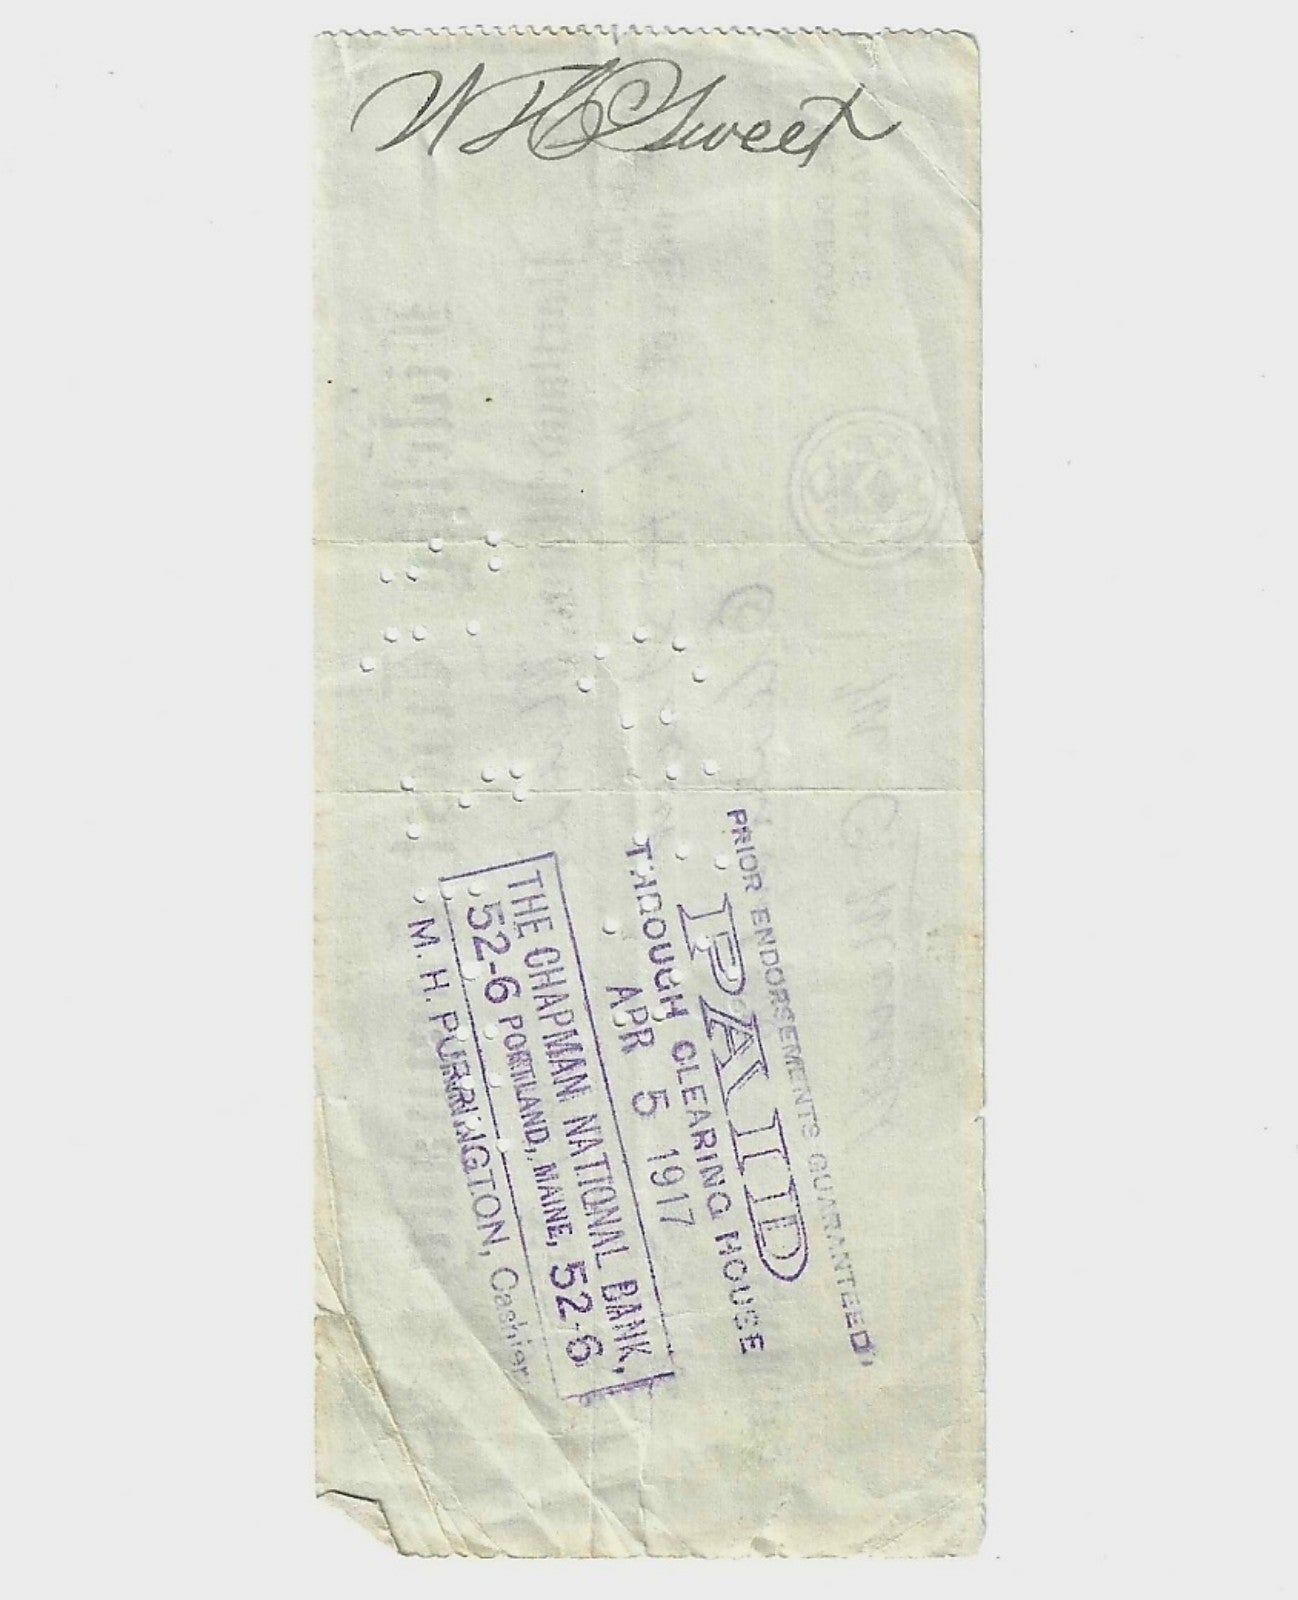 W H Sweet
PRIOR ENDORSEMENTS GUARANTEED
PAID
THROUGH CLEARING HOUSE
APR 5 1917
THE CHAPMAN NATIONAL BANK,
52-6 PORTLAND, MAINE, 52-6
M. H. PURRINGTON, Cashier